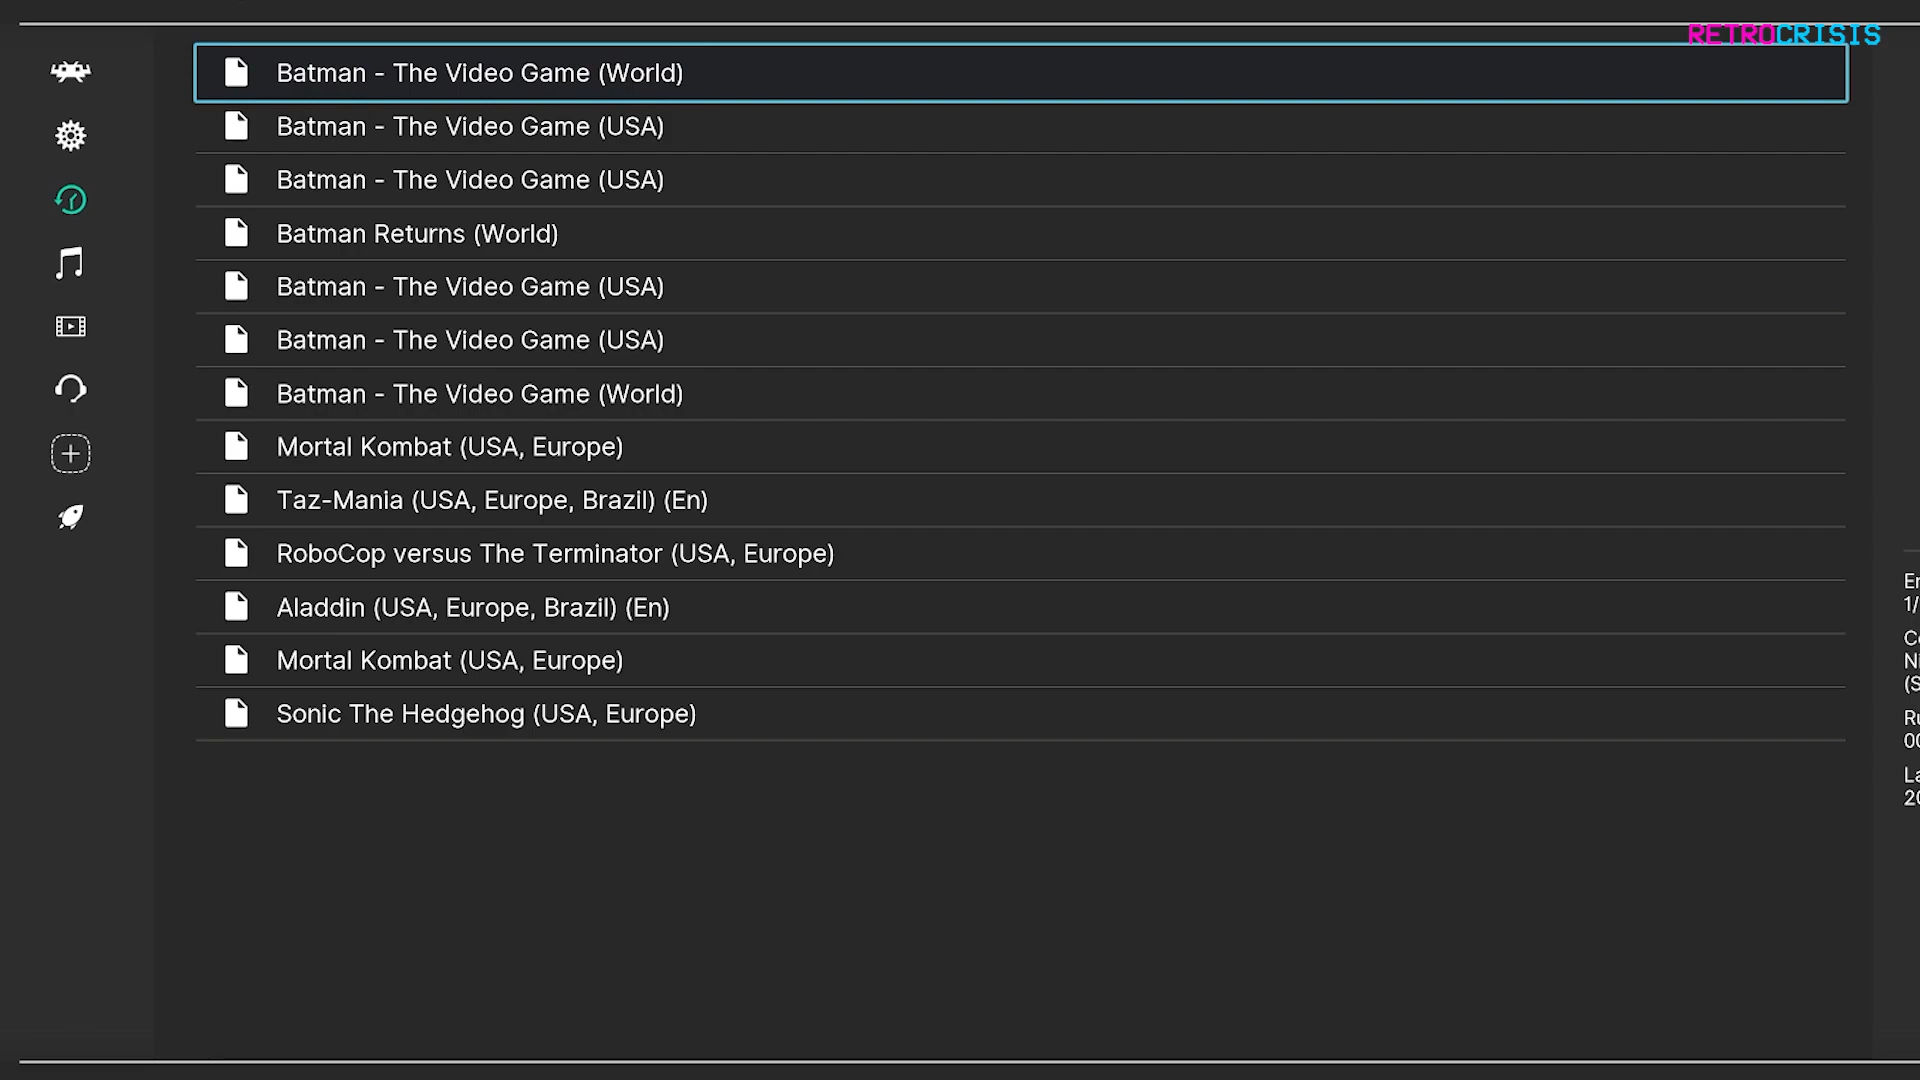 RETROCRISIS
Batman - The Video Game (World)
Batman - The Video Game (USA)
Batman - The Video Game (USA)
Batman Returns (World)
Batman - The Video Game (USA)
Batman - The Video Game (USA)
Batman - The Video Game (World)
Mortal Kombat (USA, Europe)
Taz-Mania (USA, Europe, Brazil) (En)
RoboCop versus The Terminator (USA, Europe)
Aladdin (USA, Europe, Brazil) (En)
Mortal Kombat (USA, Europe)
Sonic The Hedgehog (USA, Europe)
1/